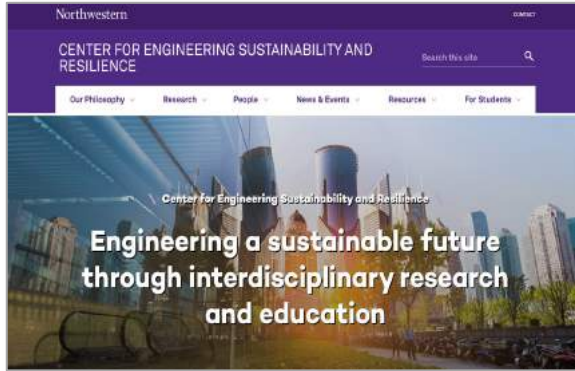 Northwestern
CONTACT
CENTER FOR ENGINEERING SUSTAINABILITY AND
RESILIENCE
Search this site
Our Philosophy
Research
People
News & Events
Resources
For Students
Center for Engineering Sustainability and Resilience
Engineering a sustainable future
through interdisciplinary research
and education